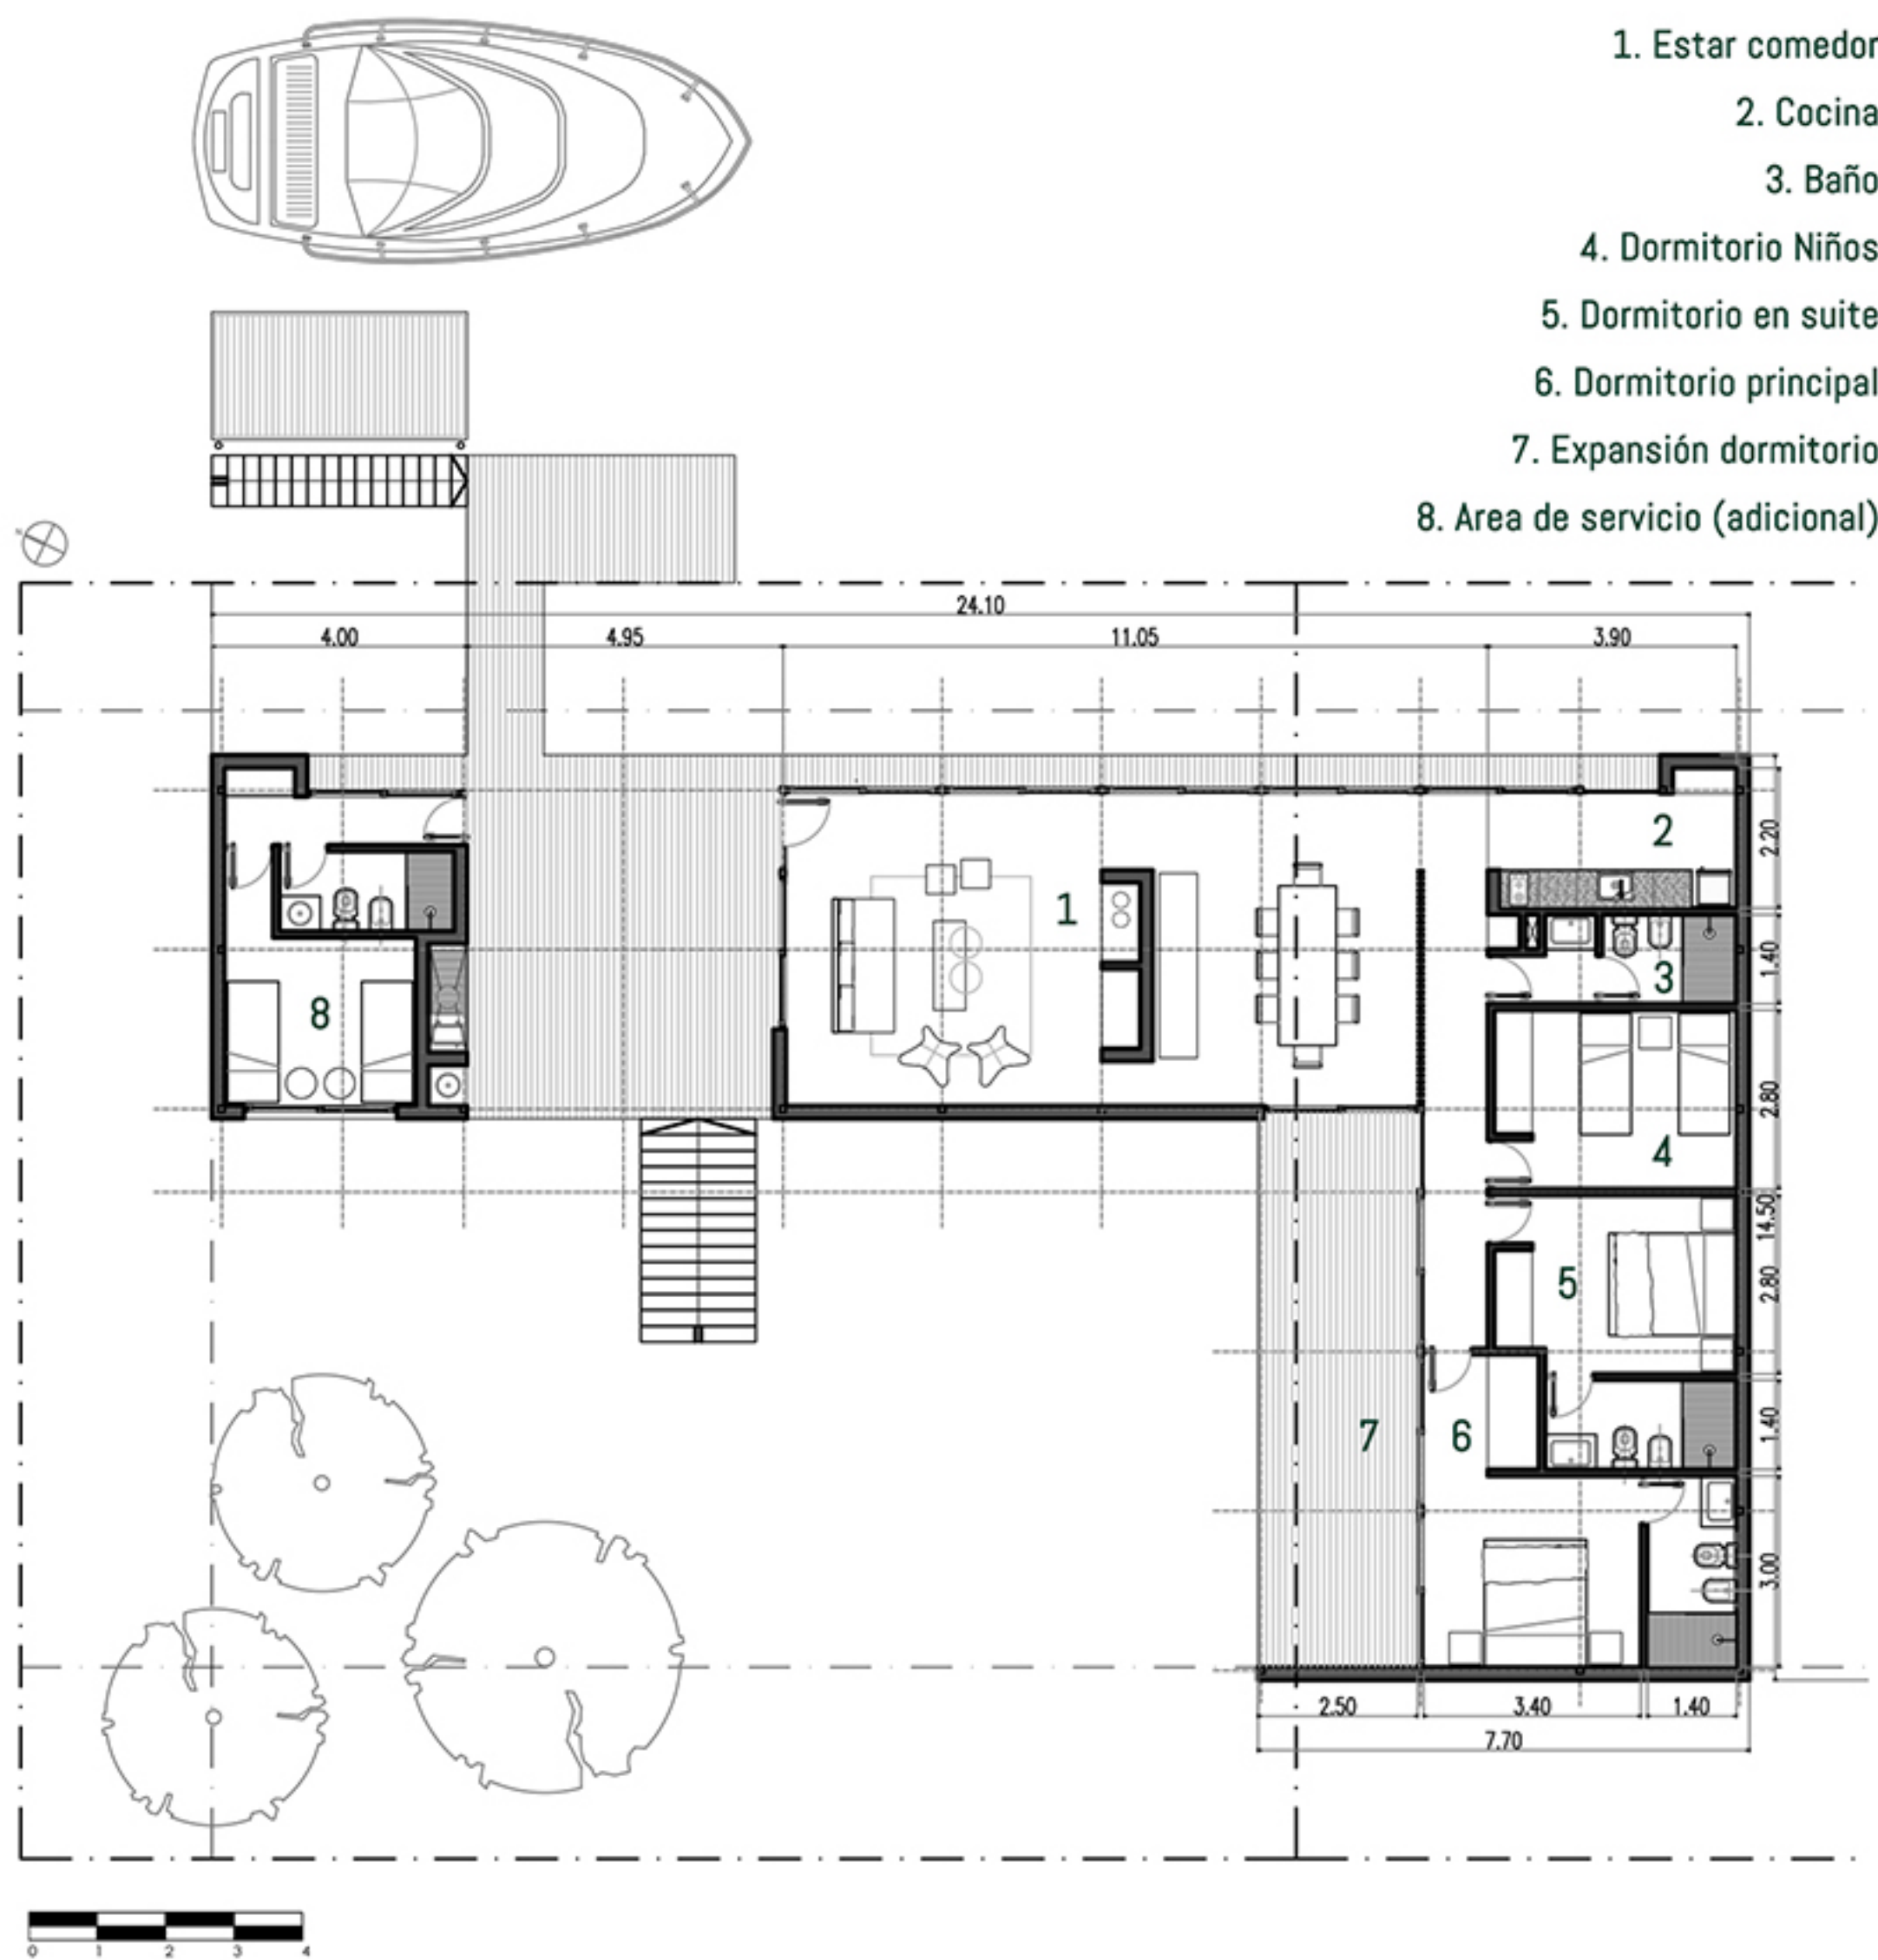 1. Estar comedor
2. Cocina
3. Baño
4. Dormitorio Niños
5. Dormitorio en suite
6. Dormitorio principal
7. Expansión dormitorio
8. Area de servicio (adicional)
24.10
4.00 4.95 11.05 3.90
2
2.20
1
3
1.40
8
2.80
4
14.50
5
2.80
7
6
1.40
3.00
2.50 3.40 1.40
7.70
0 1 2 3 4